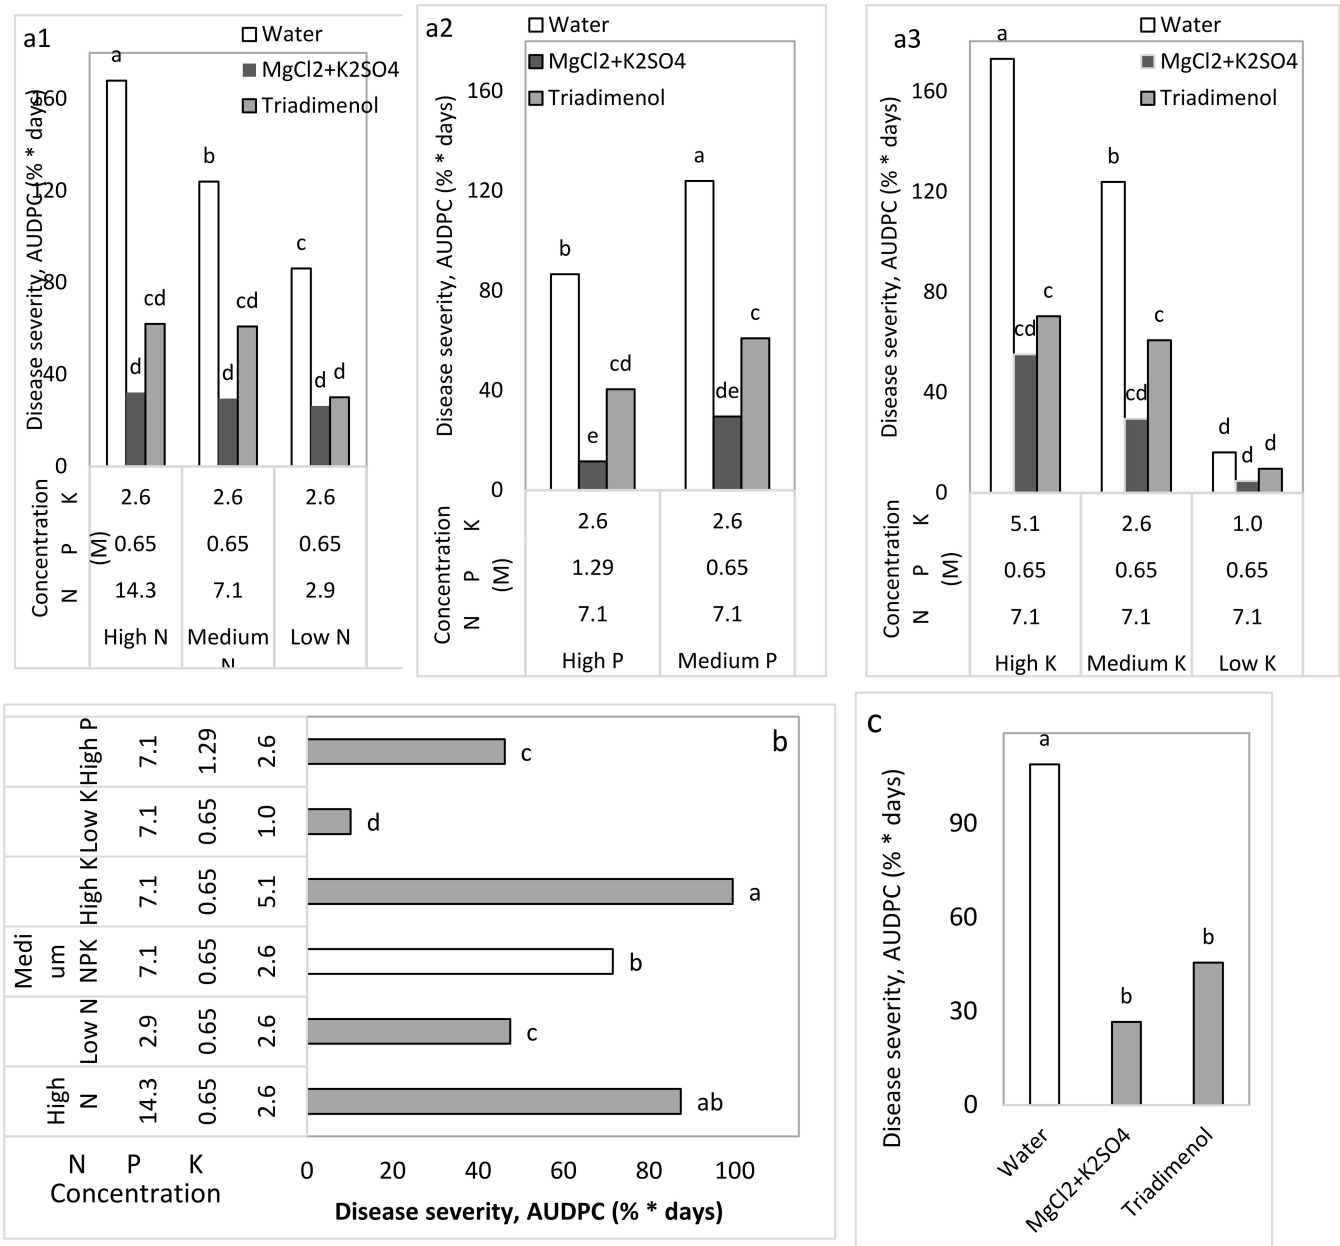 a1
Water
MgCl2+K2SO4
Triadimenol
Disease severity, AUDPC (% * days)
160
120
80
40
0
a
b
c
d
cd
d
cd
d
d
Concentration (M)
K 2.6 2.6 2.6
P 0.65 0.65 0.65
N 14.3 7.1 2.9
High N Medium N Low N
a2
Water
MgCl2+K2SO4
Triadimenol
Disease severity, AUDPC (% * days)
160
120
80
40
0
b
e
cd
a
de
c
Concentration (M)
K 2.6 2.6
P 1.29 0.65
N 7.1 7.1
High P Medium P
a3
Water
MgCl2+K2SO4
Triadimenol
Disease severity, AUDPC (% * days)
160
120
80
40
0
a
cd
c
b
cd
c
d
d
d
Concentration (M)
K 5.1 2.6 1.0
P 0.65 0.65 0.65
N 7.1 7.1 7.1
High K Medium K Low K
b
High P 7.1 1.29 2.6 c
Low K 7.1 0.65 1.0 d
High K 7.1 0.65 5.1 a
Medi
um
NPK 7.1 0.65 2.6 b
Low N 2.9 0.65 2.6 c
High
N 14.3 0.65 2.6 ab
N P K
Concentration
0 20 40 60 80 100
Disease severity, AUDPC (% * days)
c
Disease severity, AUDPC (% * days)
90
60
30
0
a
b
b
Water
MgCl2+K2SO4
Triadimenol